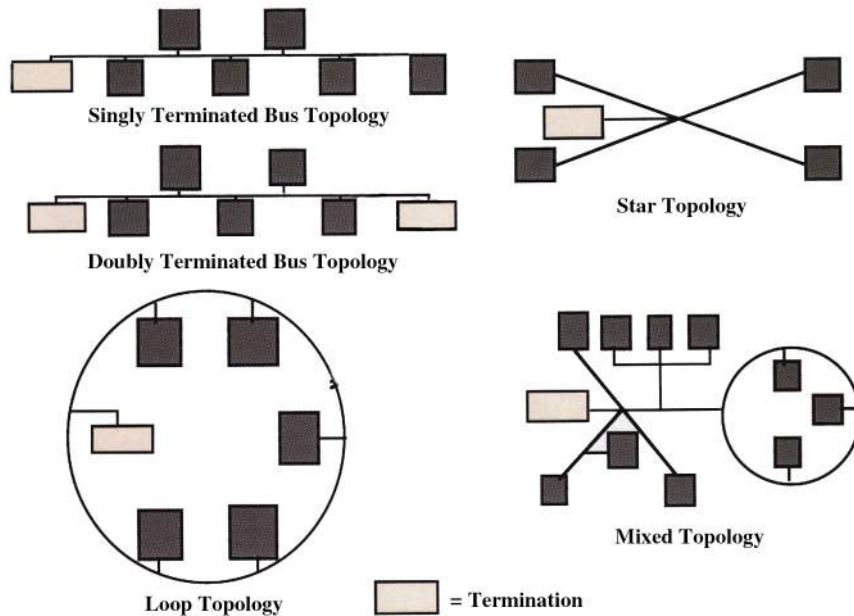 Singly Terminated Bus Topology
Star Topology
Doubly Terminated Bus Topology
Mixed Topology
Loop Topology
= Termination